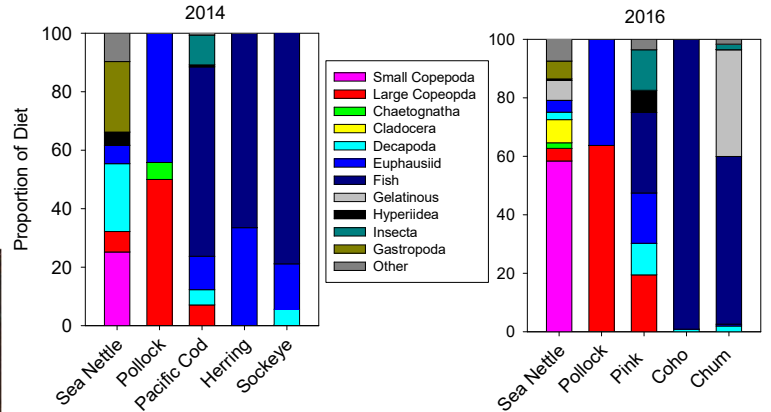 2014
2016
Proportion of Diet
100
80
60
40
20
0
Sea Nettle
Pollock
Pacific Cod
Herring
Sockeye
Small Copepoda
Large Copeopda
Chaetognatha
Cladocera
Decapoda
Euphausiid
Fish
Gelatinous
Hyperiidea
Insecta
Gastropoda
Other
100
80
60
40
20
0
Sea Nettle
Pollock
Pink
Coho
Chum